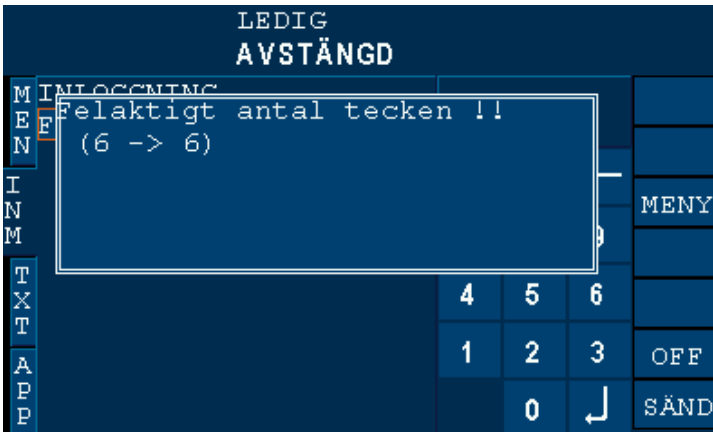 LEDIG
AVSTÄNGD
MEN
INLOGGNING
F
Felaktigt antal tecken !!
(6 -> 6)
INM
MENY
TXT
4 5 6
1 2 3
OFF
APP
0
SÄND